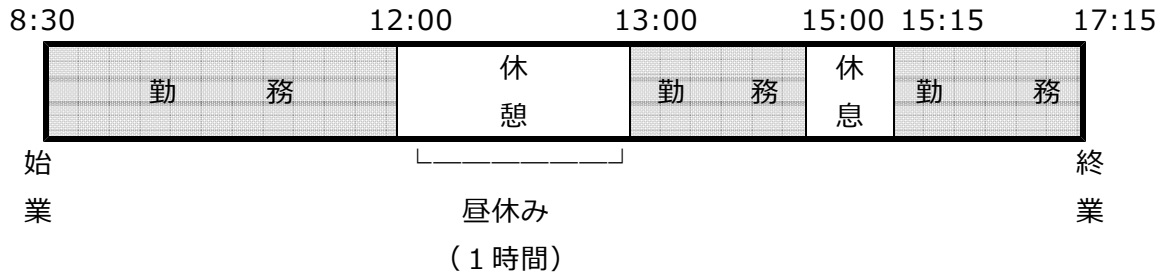 8:30 12:00 13:00 15:00 15:15 17:15
勤 務
休憩
勤 務
休息
勤 務
始業
昼休み
（１時間）
終業